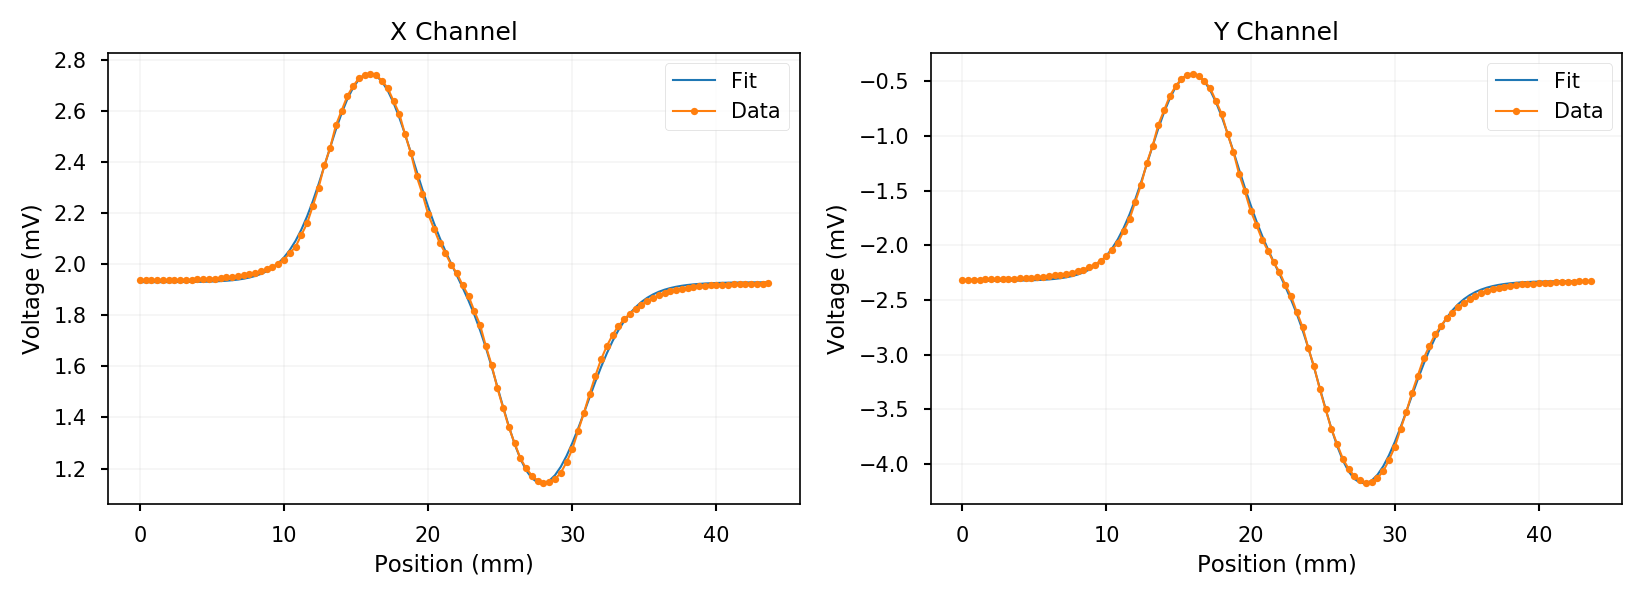 X Channel
Voltage (mV)
2.8
2.6
2.4
2.2
2.0
1.8
1.6
1.4
1.2
Fit
Data
0 10 20 30 40
Position (mm)
Y Channel
Voltage (mV)
−0.5
−1.0
−1.5
−2.0
−2.5
−3.0
−3.5
−4.0
Fit
Data
0 10 20 30 40
Position (mm)